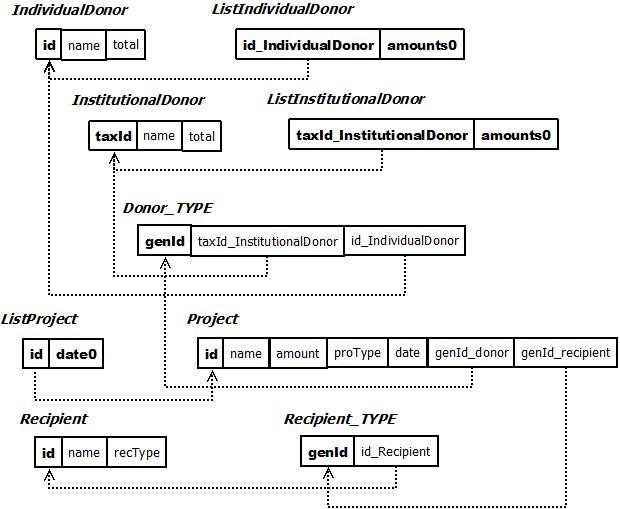 IndividualDonor ListIndividualDonor
id name total id_IndividualDonor amounts0
InstitutionalDonor ListInstitutionalDonor
taxId name total taxId_InstitutionalDonor amounts0
Donor_TYPE
genId taxId_InstitutionalDonor id_IndividualDonor
ListProject Project
id date0 id name amount proType date genId_donor genId_recipient
Recipient Recipient_TYPE
id name recType genId id_Recipient